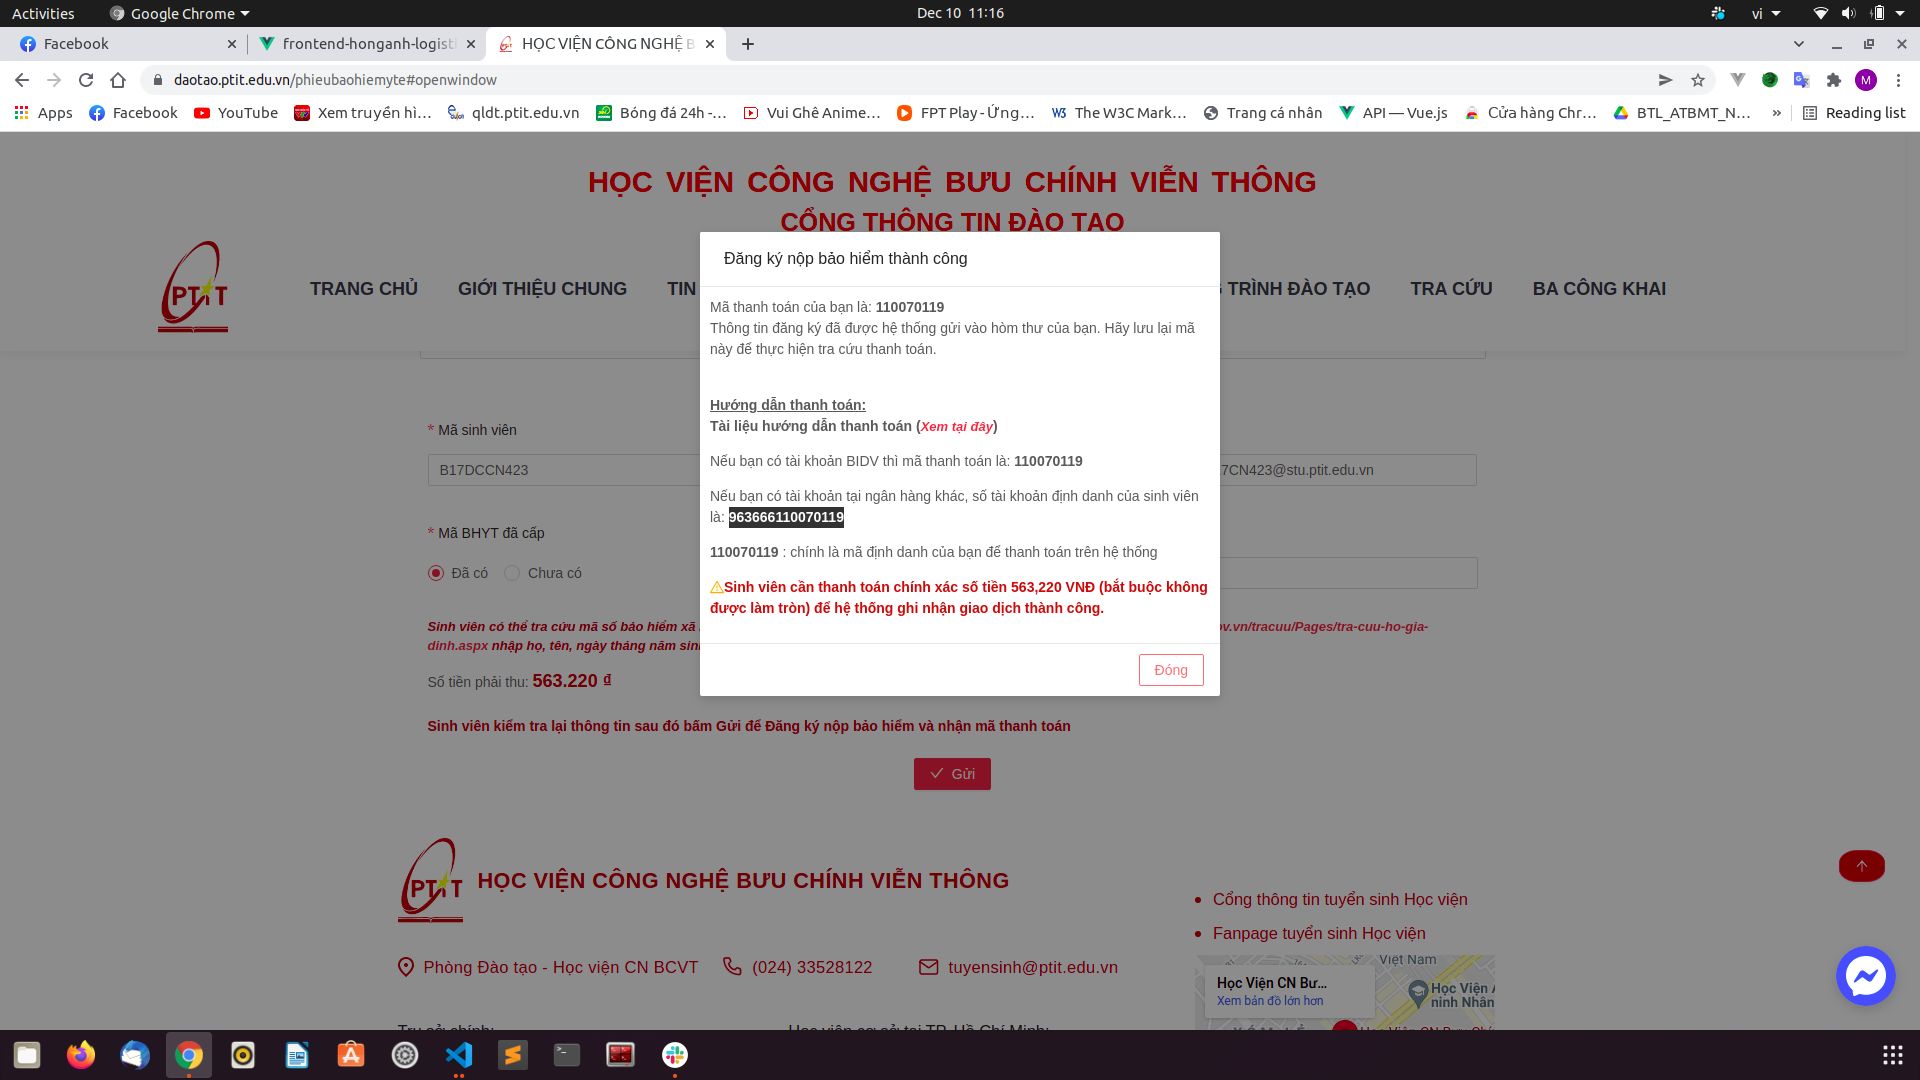 Activities
Google Chrome
Dec 10 11:16
vi
Facebook
frontend-honganh-logist
HỌC VIỆN CÔNG NGHỆ B
daotao.ptit.edu.vn/phieubaohiemyte#openwindow
M
Apps
Facebook
YouTube
Xem truyền hì…
qldt.ptit.edu.vn
Bóng đá 24h -…
Vui Ghê Anime…
FPT Play - Ứng…
The W3C Mark…
Trang cá nhân
API — Vue.js
Cửa hàng Chr…
BTL_ATBMT_N…
»
Reading list
HỌC VIỆN CÔNG NGHỆ BƯU CHÍNH VIỄN THÔNG
CỔNG THÔNG TIN ĐÀO TẠO
PTIT
TRANG CHỦ
GIỚI THIỆU CHUNG
TIN
TRÌNH ĐÀO TẠO
TRA CỨU
BA CÔNG KHAI
Đăng ký nộp bảo hiểm thành công
Mã thanh toán của bạn là: 110070119
Thông tin đăng ký đã được hệ thống gửi vào hòm thư của bạn. Hãy lưu lại mã
này để thực hiện tra cứu thanh toán.
Hướng dẫn thanh toán:
Tài liệu hướng dẫn thanh toán (Xem tại đây)
Nếu bạn có tài khoản BIDV thì mã thanh toán là: 110070119
Nếu bạn có tài khoản tại ngân hàng khác, số tài khoản định danh của sinh viên
là: 963666110070119
110070119 : chính là mã định danh của bạn để thanh toán trên hệ thống
⚠Sinh viên cần thanh toán chính xác số tiền 563,220 VNĐ (bắt buộc không
được làm tròn) để hệ thống ghi nhận giao dịch thành công.
Đóng
* Mã sinh viên
B17DCCN423
7CN423@stu.ptit.edu.vn
* Mã BHYT đã cấp
Đã có
Chưa có
Sinh viên có thể tra cứu mã số bảo hiểm xã
ov.vn/tracuu/Pages/tra-cuu-ho-gia-
dinh.aspx nhập họ, tên, ngày tháng năm sin
Số tiền phải thu: 563.220 ₫
Sinh viên kiểm tra lại thông tin sau đó bấm Gửi để Đăng ký nộp bảo hiểm và nhận mã thanh toán
Gửi
PTIT
HỌC VIỆN CÔNG NGHỆ BƯU CHÍNH VIỄN THÔNG
Cổng thông tin tuyển sinh Học viện
Fanpage tuyển sinh Học viện
Phòng Đào tạo - Học viện CN BCVT
(024) 33528122
tuyensinh@ptit.edu.vn
Việt Nam
Học Viện CN Bư…
Xem bản đồ lớn hơn
Học Viện A
ninh Nhân
Trụ sở chính:
Học viện cơ sở tại TP. Hồ Chí Minh: